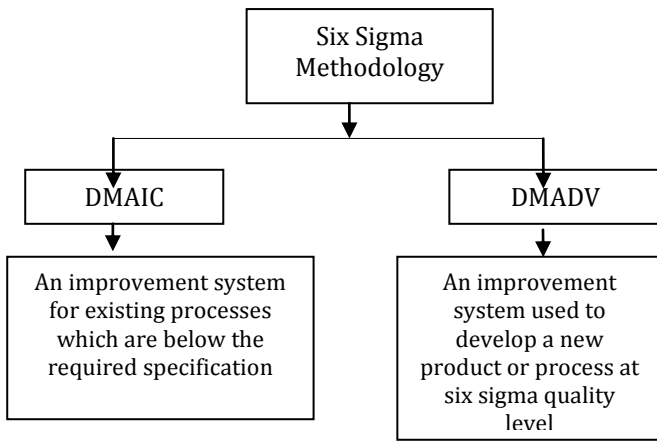 Six Sigma
Methodology
DMAIC
DMADV
An improvement system
for existing processes
which are below the
required specification
An improvement
system used to
develop a new
product or process at
six sigma quality
level